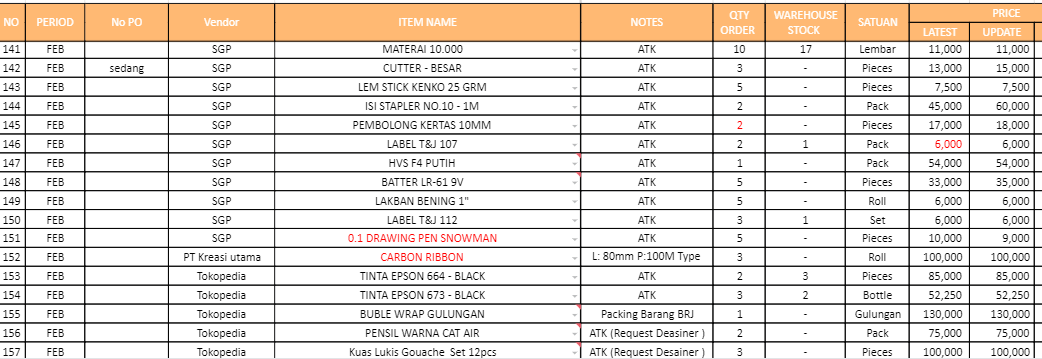 NO PERIOD No PO Vendor ITEM NAME NOTES QTY ORDER WAREHOUSE STOCK SATUAN PRICE
LATEST UPDATE
141 FEB SGP MATERAI 10.000 ATK 10 17 Lembar 11,000 11,000
142 FEB sedang SGP CUTTER - BESAR ATK 3 - Pieces 13,000 15,000
143 FEB SGP LEM STICK KENKO 25 GRM ATK 5 - Pieces 7,500 7,500
144 FEB SGP ISI STAPLER NO.10 - 1M ATK 2 - Pack 45,000 60,000
145 FEB SGP PEMBOLONG KERTAS 10MM ATK 2 - Pieces 17,000 18,000
146 FEB SGP LABEL T&J 107 ATK 2 1 Pack 6,000 6,000
147 FEB SGP HVS F4 PUTIH ATK 1 - Pack 54,000 54,000
148 FEB SGP BATTER LR-61 9V ATK 5 - Pieces 33,000 35,000
149 FEB SGP LAKBAN BENING 1" ATK 5 - Roll 6,000 6,000
150 FEB SGP LABEL T&J 112 ATK 3 1 Set 6,000 6,000
151 FEB SGP 0.1 DRAWING PEN SNOWMAN ATK 5 - Pieces 10,000 9,000
152 FEB PT Kreasi utama CARBON RIBBON L: 80mm P:100M Type 3 - Roll 100,000 100,000
153 FEB Tokopedia TINTA EPSON 664 - BLACK ATK 2 3 Pieces 85,000 85,000
154 FEB Tokopedia TINTA EPSON 673 - BLACK ATK 3 2 Bottle 52,250 52,250
155 FEB Tokopedia BUBLE WRAP GULUNGAN Packing Barang BRJ 1 - Gulungan 130,000 130,000
156 FEB Tokopedia PENSIL WARNA CAT AIR ATK (Request Deasiner ) 2 - Pack 75,000 75,000
157 FEB Tokopedia Kuas Lukis Gouache Set 12pcs ATK (Request Desainer ) 3 - Pieces 100,000 100,000